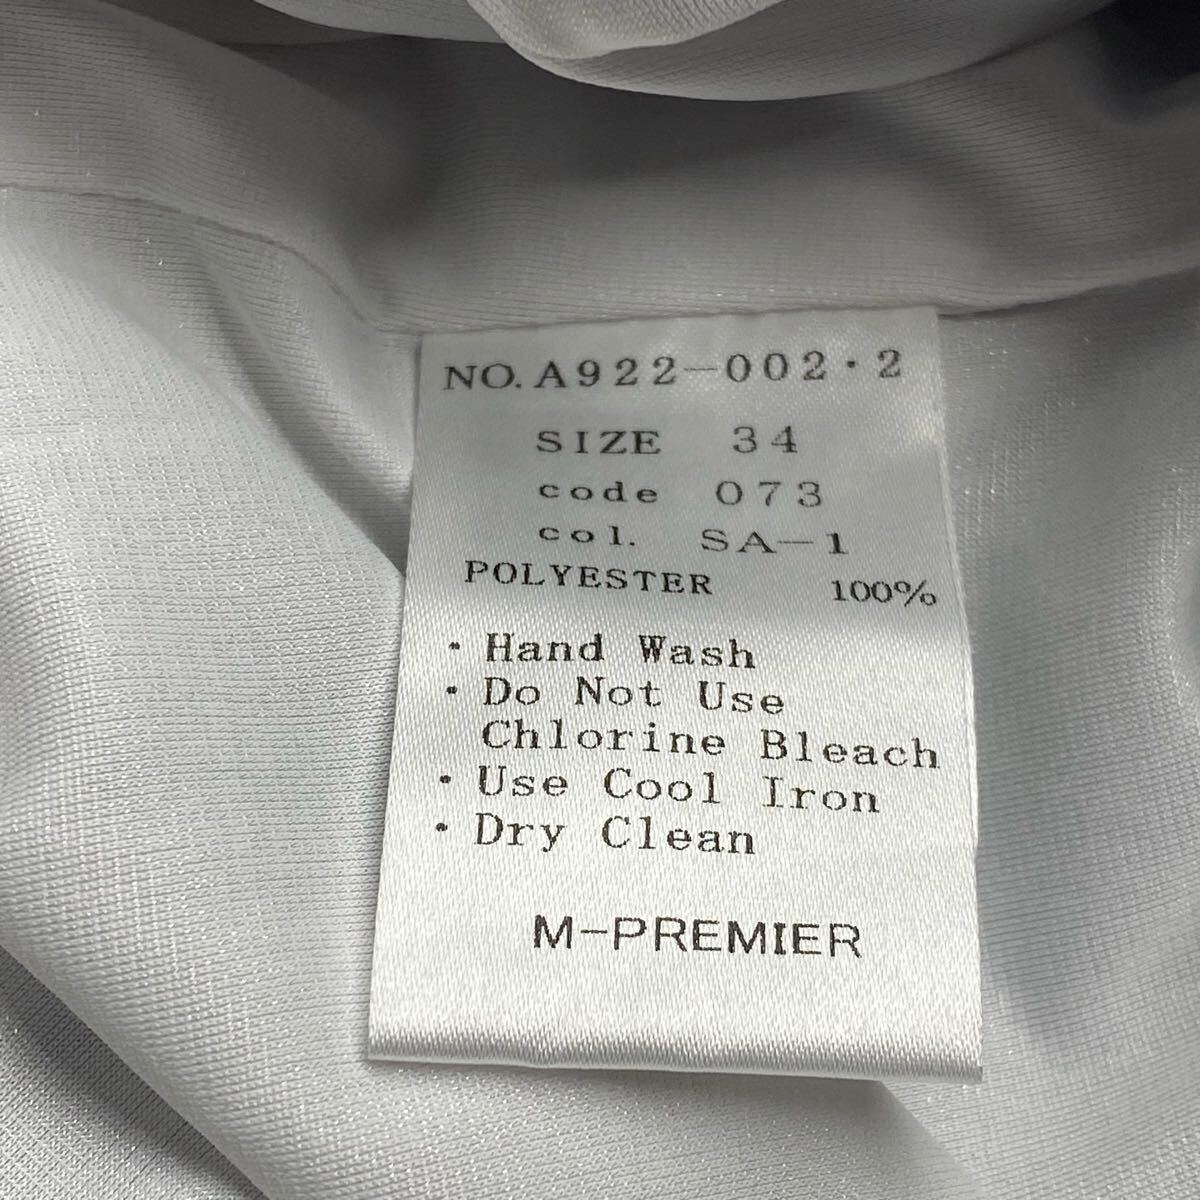 NO.A922-002・2
SIZE 34
code 073
col. SA-1
POLYESTER 100%
・Hand Wash
・Do Not Use
Chlorine Bleach
・Use Cool Iron
・Dry Clean
M-PREMIER